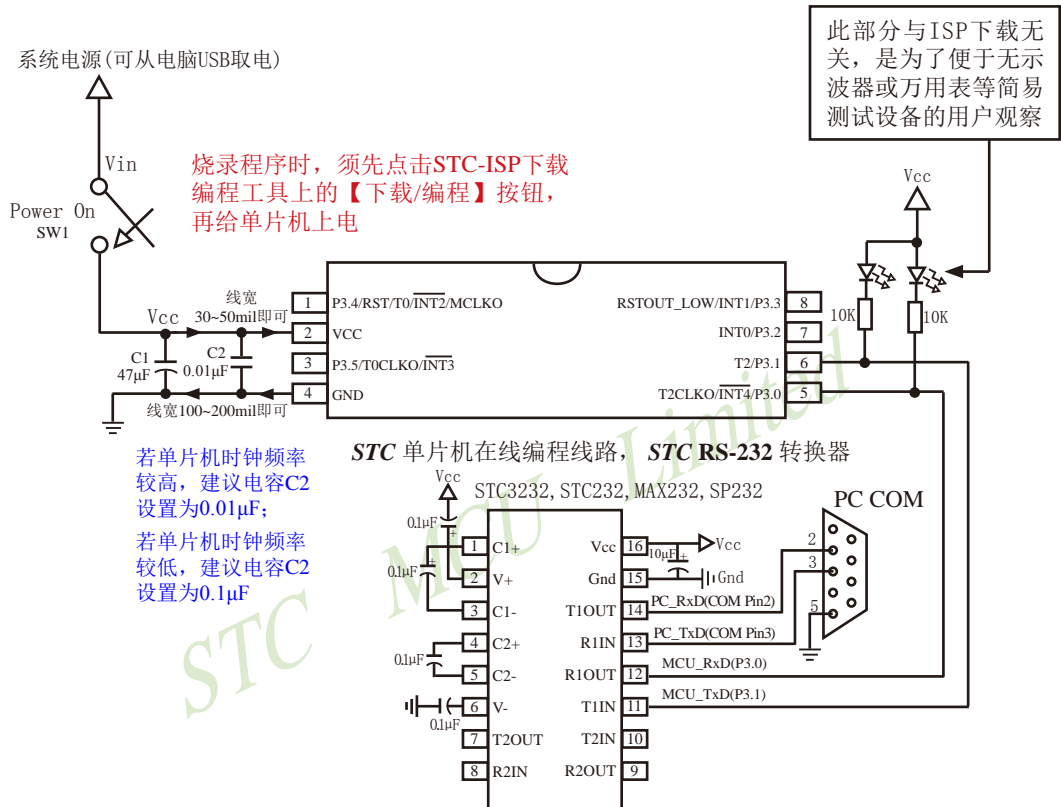 系统电源(可从电脑USB取电)
此部分与ISP下载无
关，是为了便于无示
波器或万用表等简易
测试设备的用户观察
Vin
Power On
SW1
烧录程序时，须先点击STC-ISP下载
编程工具上的【下载/编程】按钮，
再给单片机上电
Vcc
10K
10K
线宽
30~50mil即可
Vcc
C1
47μF
C2
0.01μF
线宽100~200mil即可
1 P3.4/RST/T0/INT2/MCLKO
2 VCC
3 P3.5/T0CLKO/INT3
4 GND
RSTOUT_LOW/INT1/P3.3 8
INT0/P3.2 7
T2/P3.1 6
T2CLKO/INT4/P3.0 5
若单片机时钟频率
较高，建议电容C2
设置为0.01μF；
若单片机时钟频率
较低，建议电容C2
设置为0.1μF
STC 单片机在线编程线路， STC RS-232 转换器
STC3232,STC232,MAX232,SP232
Vcc
0.1μF
+
0.1μF
+
0.1μF
0.1μF
1 C1+
2 V+
3 C1-
4 C2+
5 C2-
6 V-
7 T2OUT
8 R2IN
Vcc 16
Gnd 15
T1OUT 14
R1IN 13
R1OUT 12
T1IN 11
T2IN 10
R2OUT 9
10μF
+
Vcc
Gnd
PC_RxD(COM Pin2)
PC_TxD(COM Pin3)
MCU_RxD(P3.0)
MCU_TxD(P3.1)
PC COM
2
3
5
STC MCU Limited